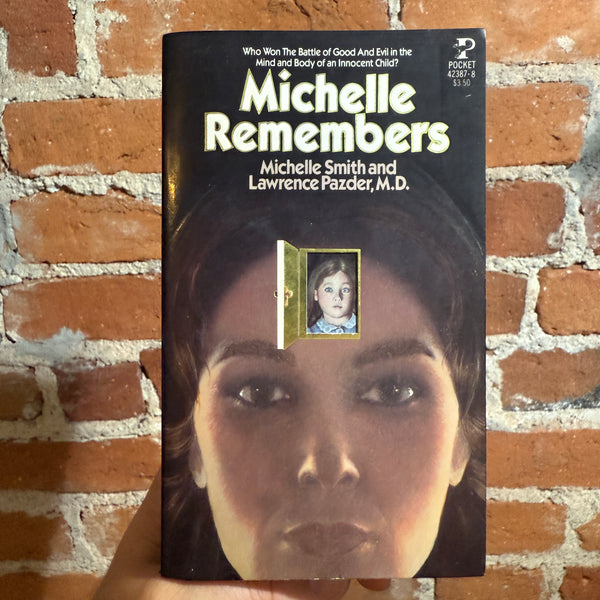 Who Won The Battle of Good And Evil in the
Mind and Body of an Innocent Child?
P
POCKET
42387-8
$3.50
Michelle
Remembers
Michelle Smith and
Lawrence Pazder, M.D.